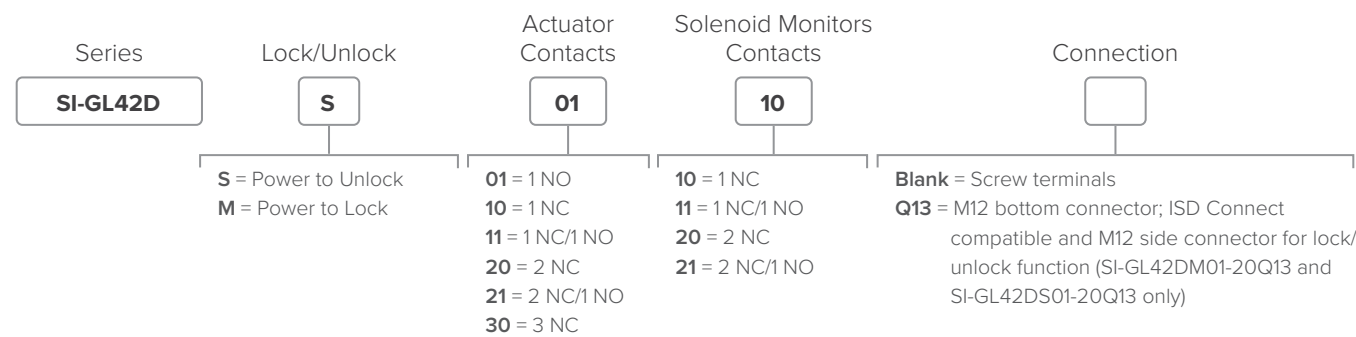 Series
Lock/Unlock
Actuator
Contacts
Solenoid Monitors
Contacts
Connection
SI-GL42D
S
01
10
S = Power to Unlock
M = Power to Lock
01 = 1 NO
10 = 1 NC
11 = 1 NC/1 NO
20 = 2 NC
21 = 2 NC/1 NO
30 = 3 NC
10 = 1 NC
11 = 1 NC/1 NO
20 = 2 NC
21 = 2 NC/1 NO
Blank = Screw terminals
Q13 = M12 bottom connector; ISD Connect
compatible and M12 side connector for lock/
unlock function (SI-GL42DM01-20Q13 and
SI-GL42DS01-20Q13 only)